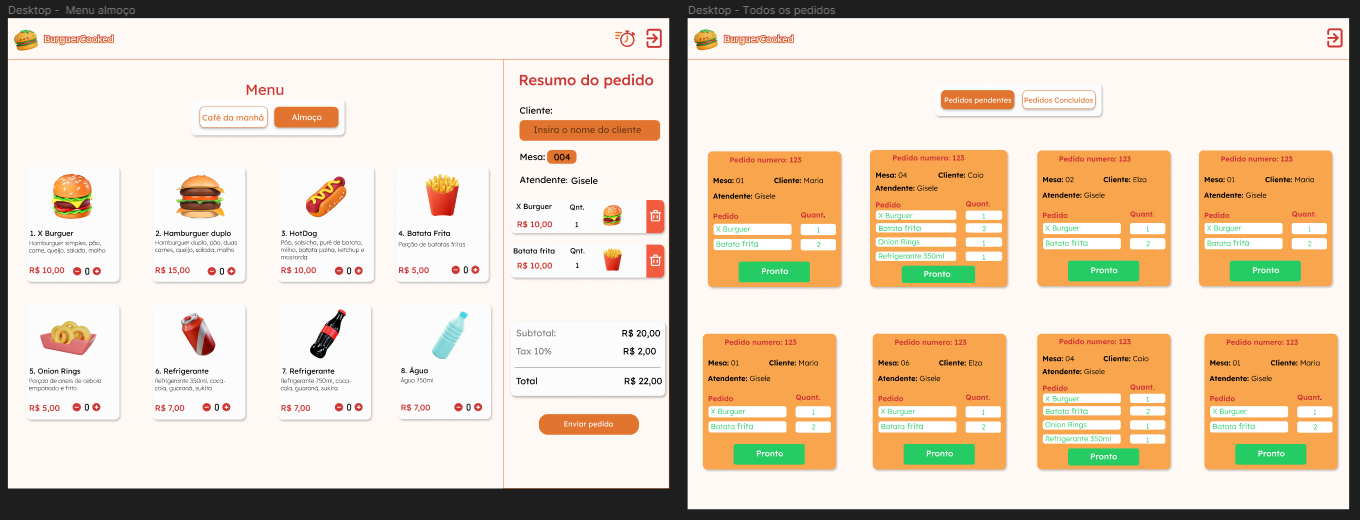 Desktop - Menu almoço
BurguerCooked
Menu
Café da manhã
Almoço
1. X Burguer
Hamburguer simples, pão, carne, queijo, salada, molho
R$ 10,00
0
2. Hamburguer duplo
Hamburguer duplo, pão, duas carnes, queijo, salada, molho
R$ 15,00
0
3. HotDog
Pão, salsicha, purê de batata, milho, batata palha, ketchup e mostarda
R$ 10,00
0
4. Batata Frita
Porção de batatas fritas
R$ 5,00
0
5. Onion Rings
Porção de aneis de cebola empanado e frito
R$ 5,00
0
6. Refrigerante
Refrigerante 350ml, coca-cola, guaraná, sukita
R$ 7,00
0
7. Refrigerante
Refrigerante 750ml, coca-cola, guaraná, sukita
R$ 7,00
0
8. Água
Água 750ml
R$ 7,00
0
Resumo do pedido
Cliente:
Insira o nome do cliente
Mesa: 004
Atendente: Gisele
X Burguer
Qnt.
R$ 10,00
1
Batata frita
Qnt.
R$ 10,00
1
Subtotal: R$ 20,00
Tax 10% R$ 2,00
Total R$ 22,00
Enviar pedido
Desktop - Todos os pedidos
BurguerCooked
Pedidos pendentes
Pedidos Concluídos
Pedido numero: 123
Mesa: 01 Cliente: Maria
Atendente: Gisele
Pedido Quant.
X Burguer 1
Batata frita 2
Pronto
Pedido numero: 123
Mesa: 04 Cliente: Caio
Atendente: Gisele
Pedido Quant.
X Burguer 1
Batata frita 2
Onion Rings 1
Refrigerante 350ml 1
Pronto
Pedido numero: 123
Mesa: 02 Cliente: Elza
Atendente: Gisele
Pedido Quant.
X Burguer 1
Batata frita 2
Pronto
Pedido numero: 123
Mesa: 01 Cliente: Maria
Atendente: Gisele
Pedido Quant.
X Burguer 1
Batata frita 2
Pronto
Pedido numero: 123
Mesa: 01 Cliente: Maria
Atendente: Gisele
Pedido Quant.
X Burguer 1
Batata frita 2
Pronto
Pedido numero: 123
Mesa: 06 Cliente: Elza
Atendente: Gisele
Pedido Quant.
X Burguer 1
Batata frita 2
Pronto
Pedido numero: 123
Mesa: 04 Cliente: Caio
Atendente: Gisele
Pedido Quant.
X Burguer 1
Batata frita 2
Onion Rings 1
Refrigerante 350ml 1
Pronto
Pedido numero: 123
Mesa: 01 Cliente: Maria
Atendente: Gisele
Pedido Quant.
X Burguer 1
Batata frita 2
Pronto